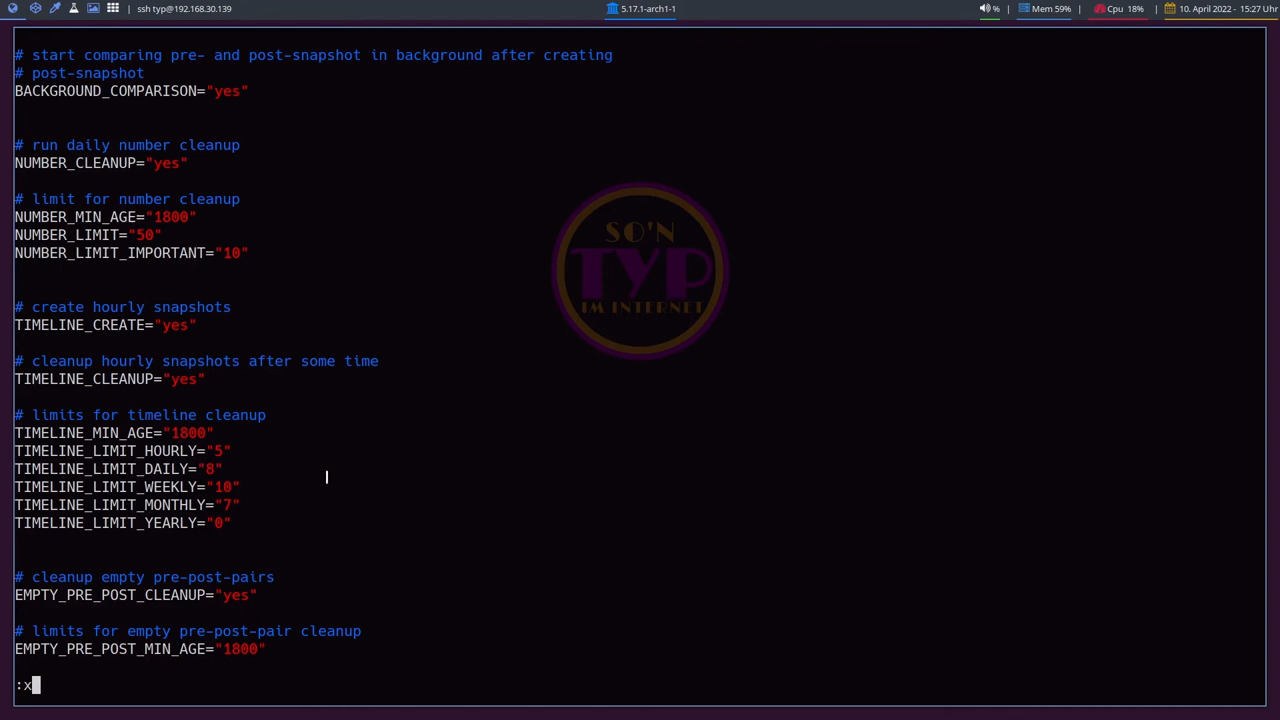 ssh typ@192.168.30.139
5.17.1-arch1-1
% | Mem 59% | Cpu 18% | 10. April 2022 - 15:27 Uhr
# start comparing pre- and post-snapshot in background after creating
# post-snapshot
BACKGROUND_COMPARISON="yes"
# run daily number cleanup
NUMBER_CLEANUP="yes"
# limit for number cleanup
NUMBER_MIN_AGE="1800"
NUMBER_LIMIT="50"
NUMBER_LIMIT_IMPORTANT="10"
SO'N
TYP
IM INTERNET
# create hourly snapshots
TIMELINE_CREATE="yes"
# cleanup hourly snapshots after some time
TIMELINE_CLEANUP="yes"
# limits for timeline cleanup
TIMELINE_MIN_AGE="1800"
TIMELINE_LIMIT_HOURLY="5"
TIMELINE_LIMIT_DAILY="8"
TIMELINE_LIMIT_WEEKLY="10"
TIMELINE_LIMIT_MONTHLY="7"
TIMELINE_LIMIT_YEARLY="0"
# cleanup empty pre-post-pairs
EMPTY_PRE_POST_CLEANUP="yes"
# limits for empty pre-post-pair cleanup
EMPTY_PRE_POST_MIN_AGE="1800"
:x